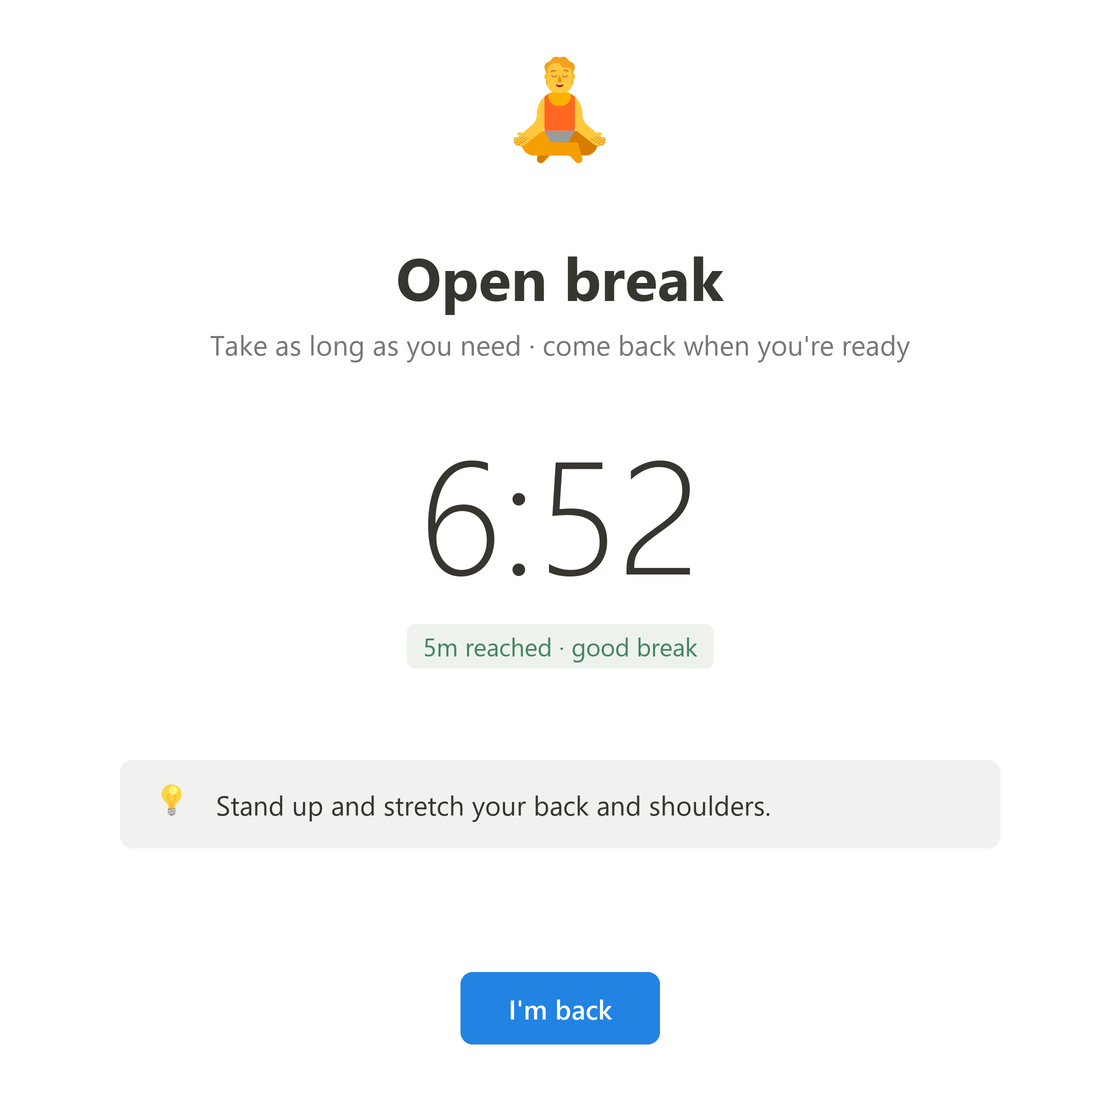 Open break
Take as long as you need · come back when you're ready
6:52
5m reached · good break
Stand up and stretch your back and shoulders.
I'm back